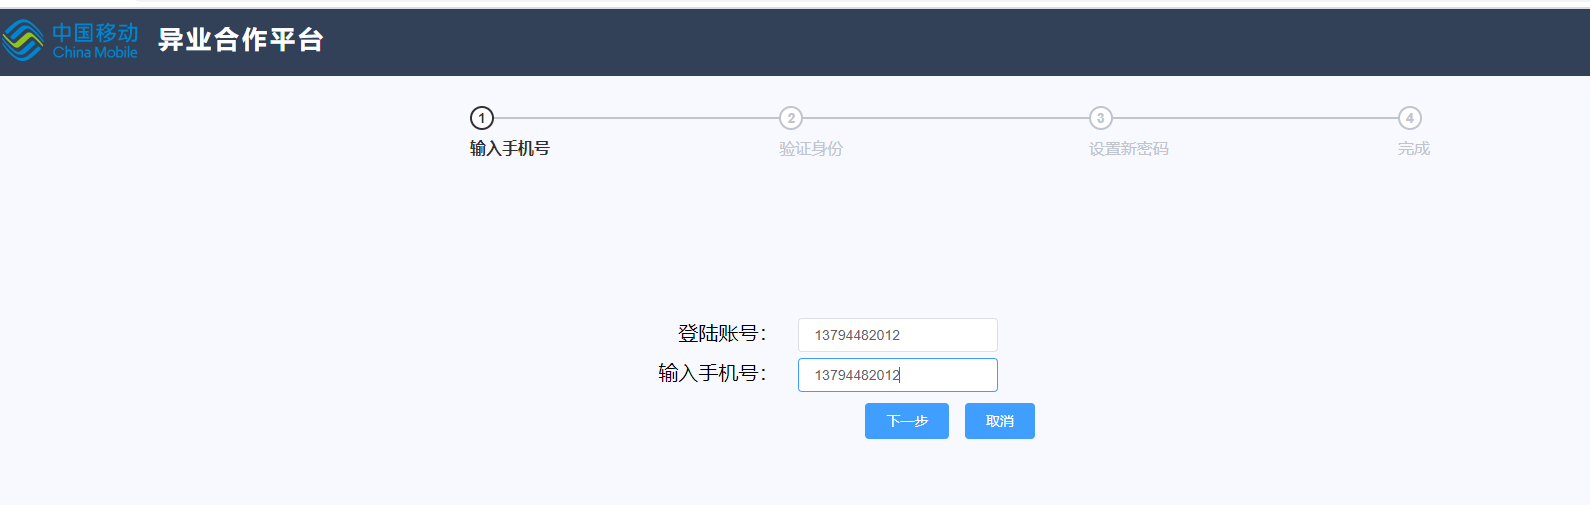 中国移动
China Mobile
异业合作平台
1
2
3
4
输入手机号
验证身份
设置新密码
完成
登陆账号：
13794482012
输入手机号：
13794482012
下一步
取消